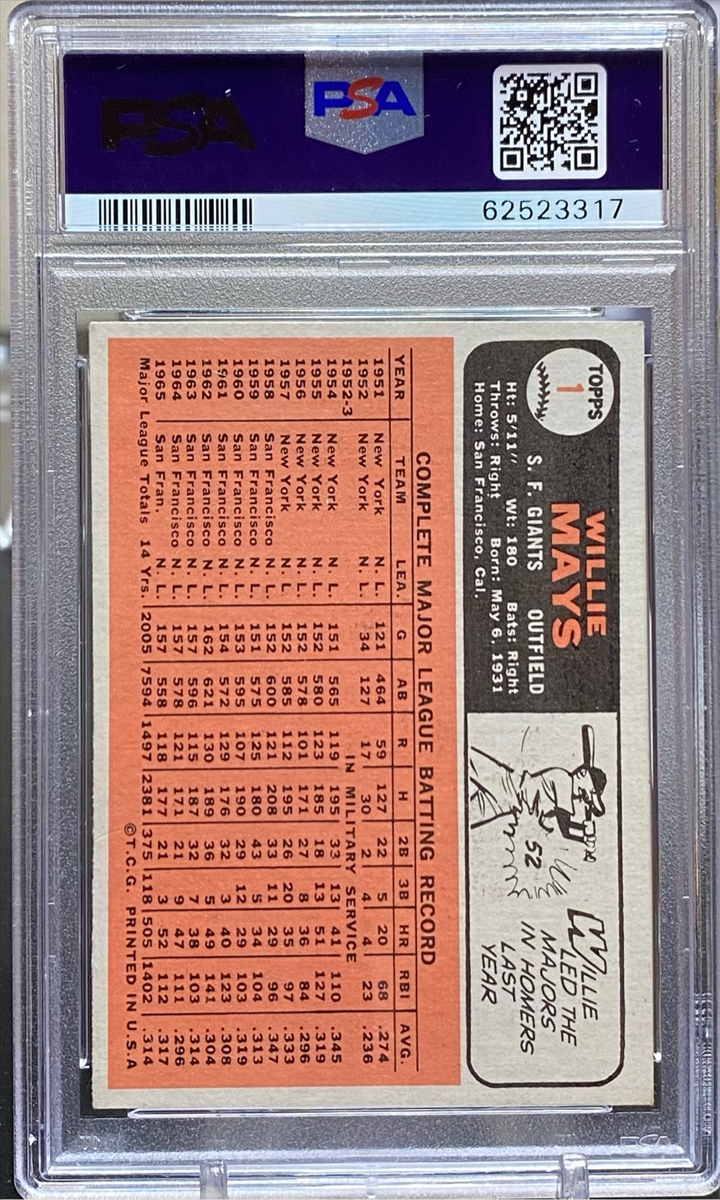 PSA PSA
62523317
TOPPS
1
WILLIE
MAYS
S. F. GIANTS OUTFIELD
Ht: 5'11" Wt: 180 Bats: Right
Throws: Right Born: May 6, 1931
Home: San Francisco, Cal.
52
WILLIE
LED THE
MAJORS
IN HOMERS
LAST
YEAR
COMPLETE MAJOR LEAGUE BATTING RECORD
YEAR TEAM LEA. G AB R H 2B 3B HR RBI AVG.
1951 New York N. L. 121 464 59 127 22 5 20 68 .274
1952 New York N. L. 34 127 17 30 2 4 4 23 .236
1952-3 IN MILITARY SERVICE
1954 New York N. L. 151 565 119 195 33 13 41 110 .345
1955 New York N. L. 152 580 123 185 18 13 51 127 .319
1956 New York N. L. 152 578 101 171 27 8 36 84 .296
1957 New York N. L. 152 585 112 195 26 20 35 97 .333
1958 San Francisco N. L. 152 600 121 208 33 11 29 96 .347
1959 San Francisco N. L. 151 575 125 180 43 5 34 104 .313
1960 San Francisco N. L. 153 595 107 190 29 12 29 103 .319
1961 San Francisco N. L. 154 572 129 176 32 3 40 123 .308
1962 San Francisco N. L. 162 621 130 189 36 5 49 141 .304
1963 San Francisco N. L. 157 596 115 187 32 7 38 103 .314
1964 San Francisco N. L. 157 578 121 171 21 9 47 111 .296
1965 San Fran. N. L. 157 558 118 177 21 3 52 112 .317
Major League Totals 14 Yrs. 2005 7594 1497 2381 375 118 505 1402 .314
©T.C.G. PRINTED IN U.S.A
PSA